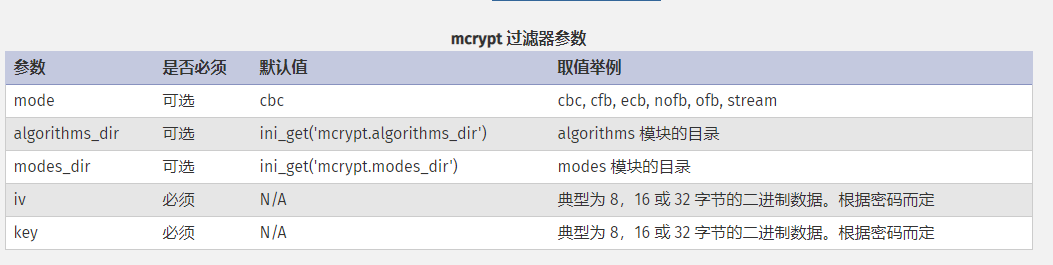 mcrypt 过滤器参数
参数 是否必须 默认值 取值举例
mode 可选 cbc cbc, cfb, ecb, nofb, ofb, stream
algorithms_dir 可选 ini_get('mcrypt.algorithms_dir') algorithms 模块的目录
modes_dir 可选 ini_get('mcrypt.modes_dir') modes 模块的目录
iv 必须 N/A 典型为 8，16 或 32 字节的二进制数据。根据密码而定
key 必须 N/A 典型为 8，16 或 32 字节的二进制数据。根据密码而定